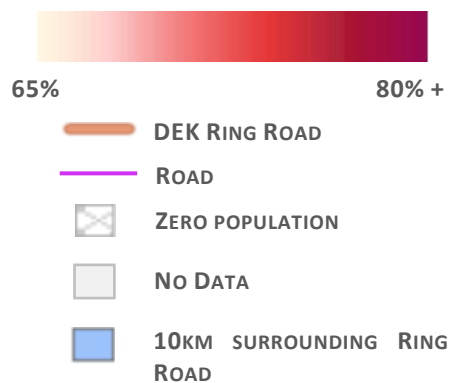 65% 80% +
DEK RING ROAD
ROAD
ZERO POPULATION
NO DATA
10KM SURROUNDING RING
ROAD